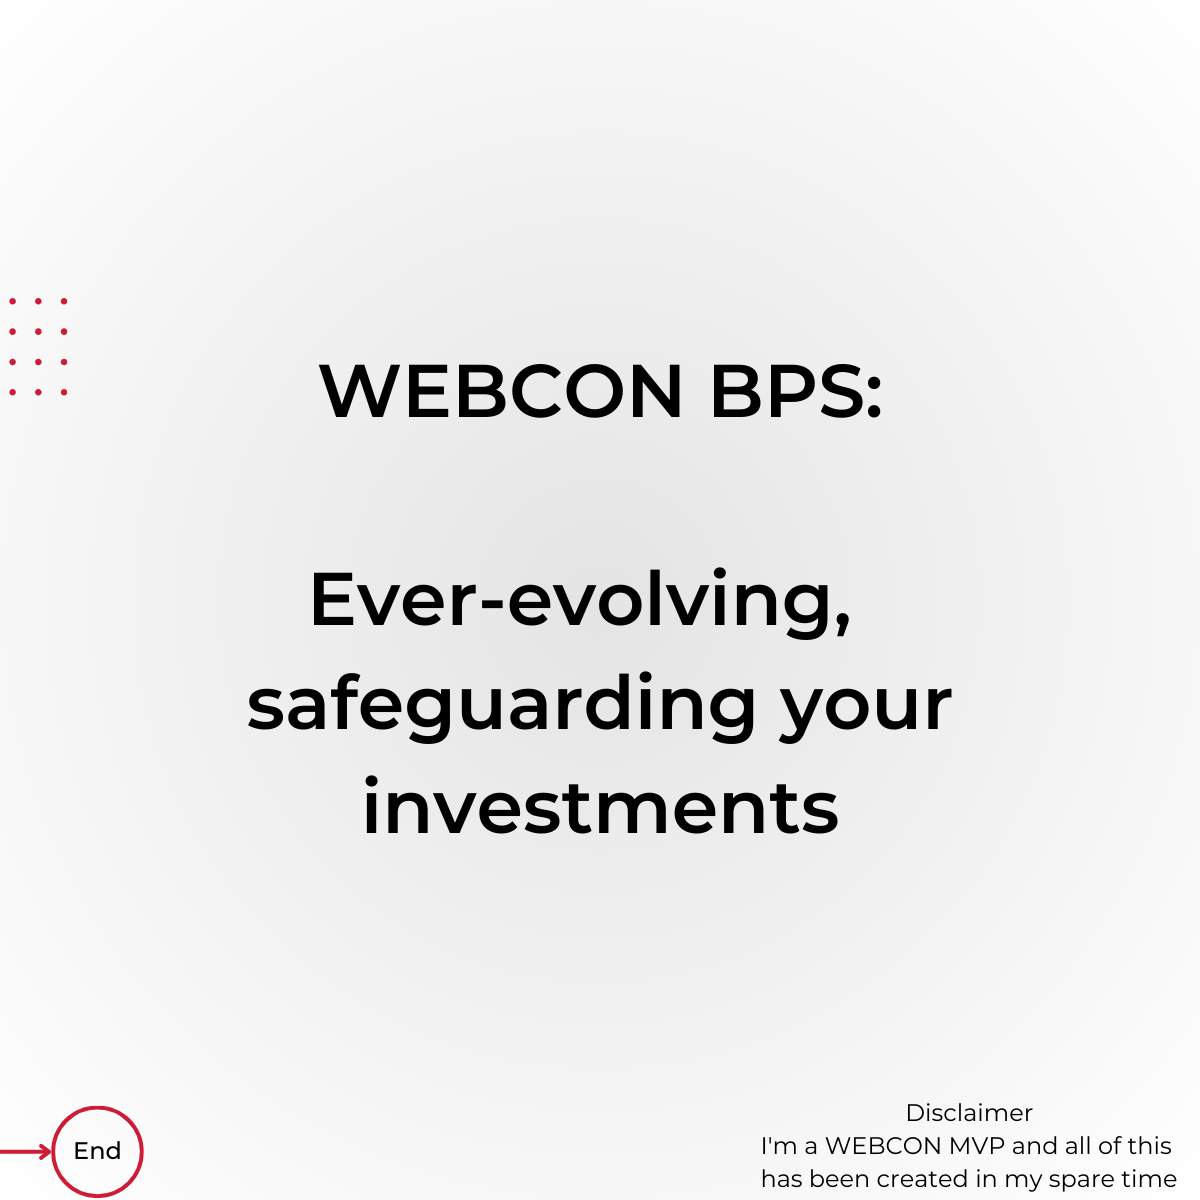 WEBCON BPS:
Ever-evolving,
safeguarding your
investments
End
Disclaimer
I'm a WEBCON MVP and all of this
has been created in my spare time